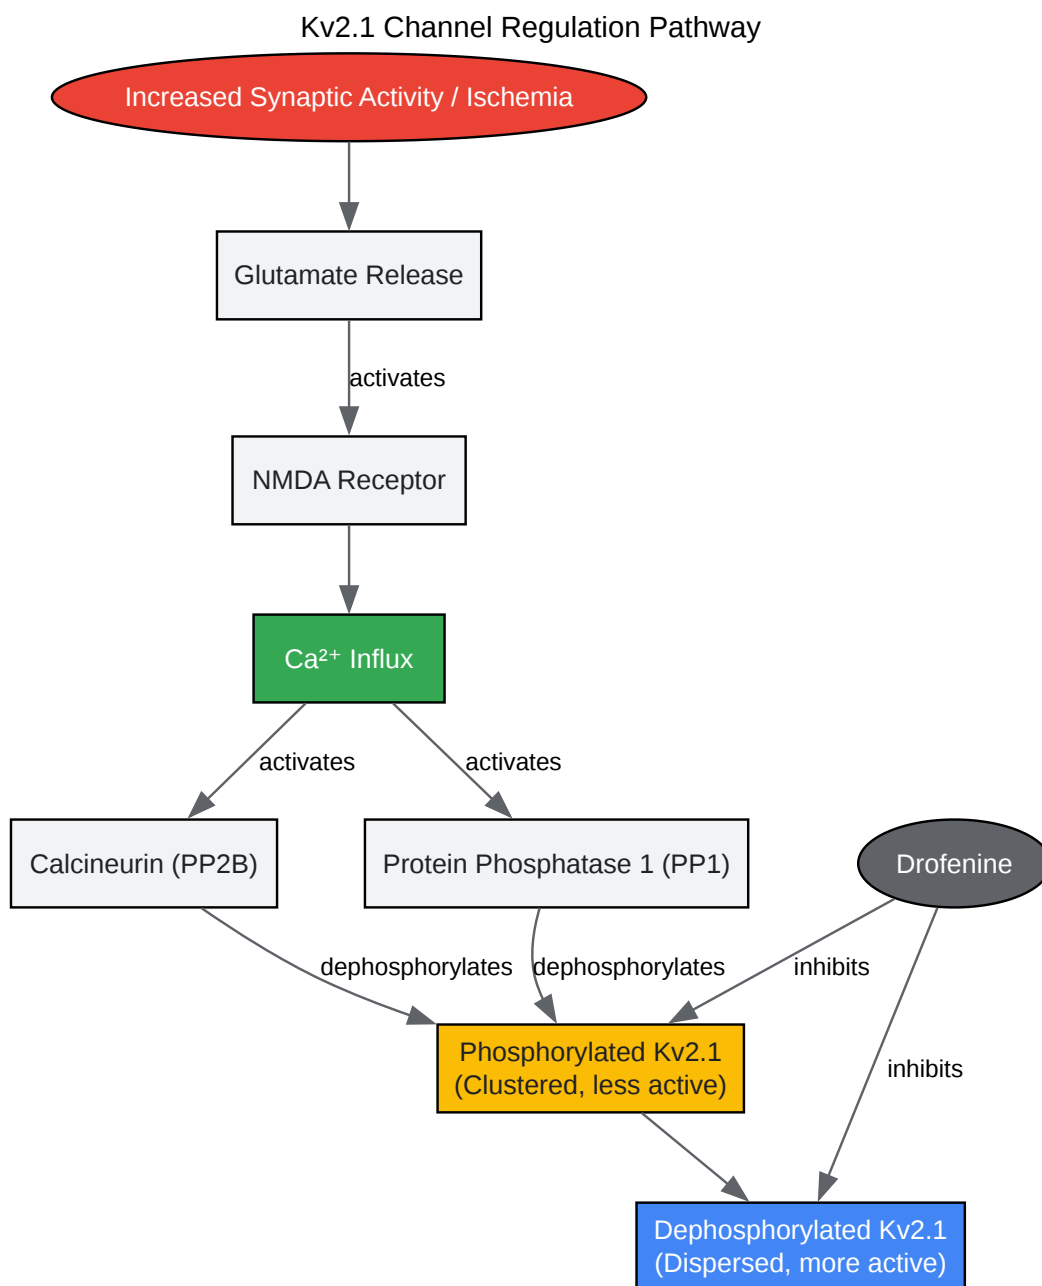 Kv2.1 Channel Regulation Pathway
Increased Synaptic Activity / Ischemia
Glutamate Release
activates
NMDA Receptor
Ca²⁺ Influx
activates
activates
Calcineurin (PP2B)
Protein Phosphatase 1 (PP1)
Drofenine
dephosphorylates
dephosphorylates
inhibits
Phosphorylated Kv2.1
(Clustered, less active)
inhibits
Dephosphorylated Kv2.1
(Dispersed, more active)